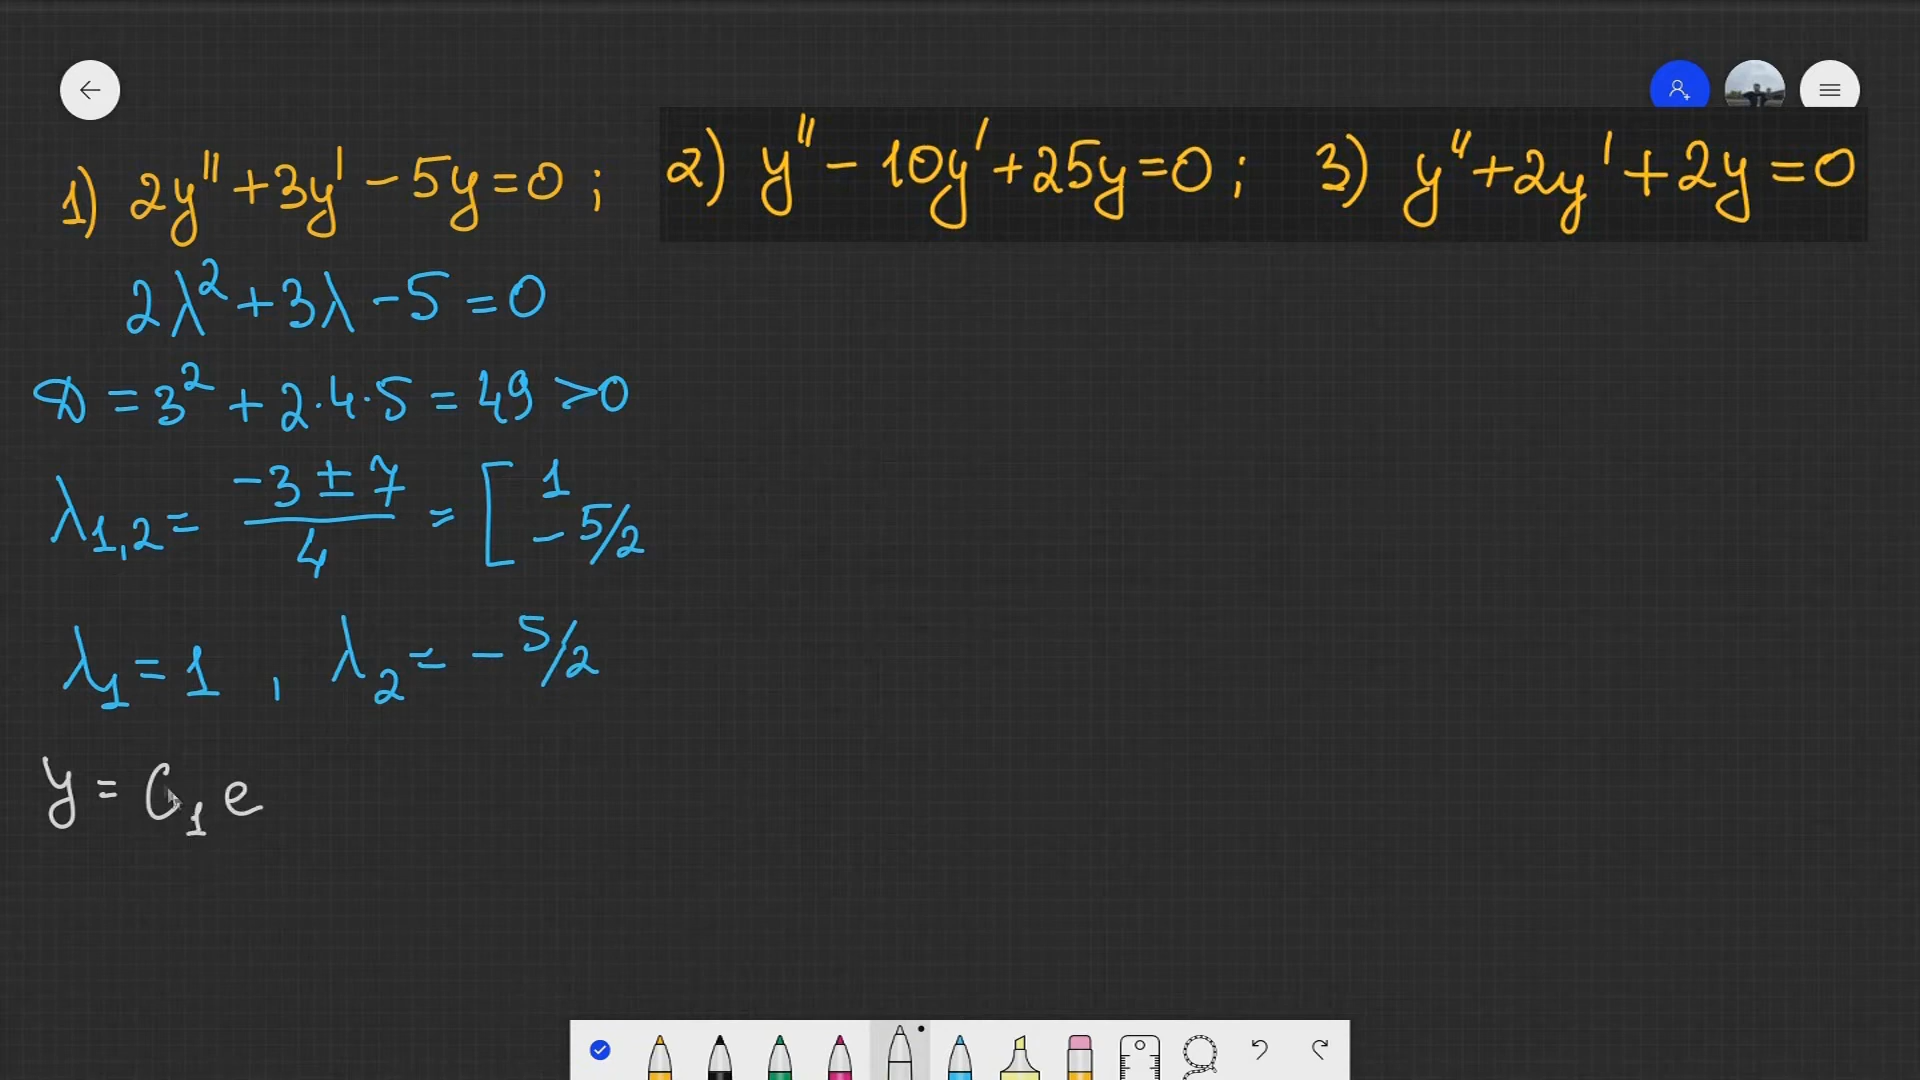 1) 2y'' + 3y' - 5y = 0 ; 2) y'' - 10y' + 25y = 0 ; 3) y'' + 2y' + 2y = 0
2λ² + 3λ - 5 = 0
D = 3² + 2·4·5 = 49 > 0
λ₁,₂ = (-3 ± 7)/4 = [ 1
- 5/2
λ₁ = 1 , λ₂ = - 5/2
y = C₁ e